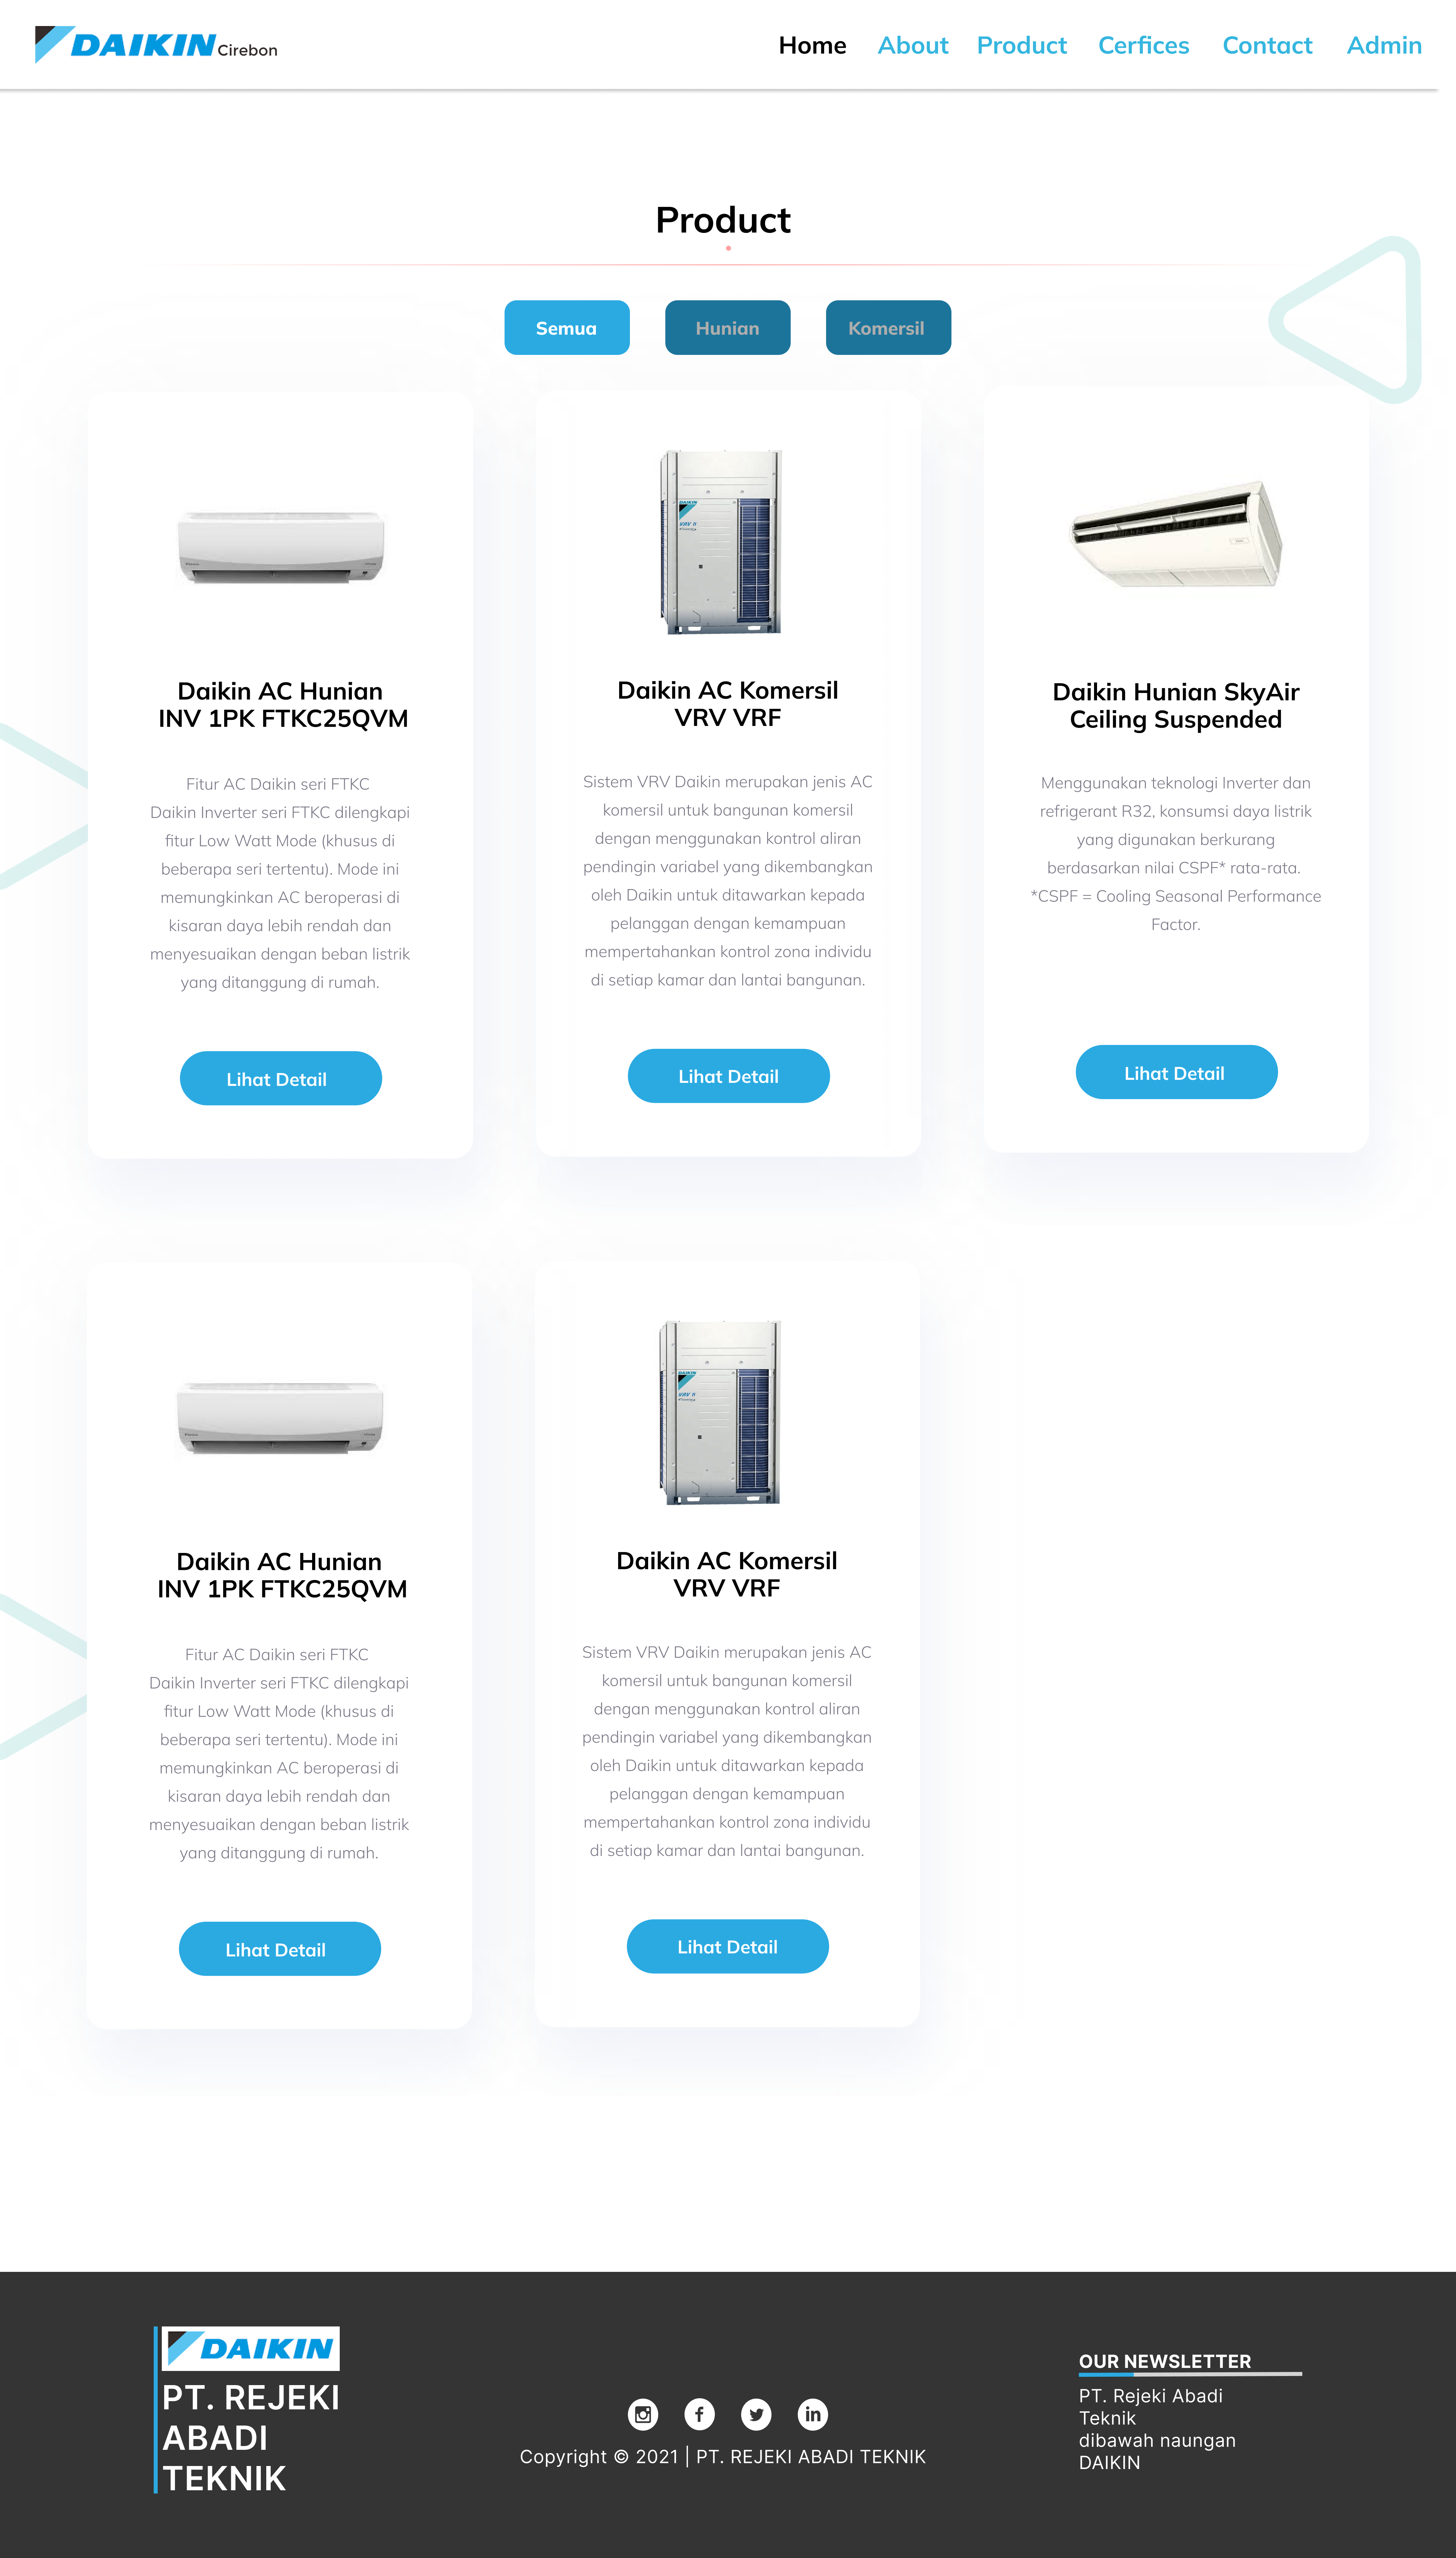 DAIKIN Cirebon
Home About Product Cerfices Contact Admin
Product
Semua Hunian Komersil
Daikin AC Hunian
INV 1PK FTKC25QVM
Fitur AC Daikin seri FTKC
Daikin Inverter seri FTKC dilengkapi
fitur Low Watt Mode (khusus di
beberapa seri tertentu). Mode ini
memungkinkan AC beroperasi di
kisaran daya lebih rendah dan
menyesuaikan dengan beban listrik
yang ditanggung di rumah.
Lihat Detail
DAIKIN
VRV II
Daikin AC Komersil
VRV VRF
Sistem VRV Daikin merupakan jenis AC
komersil untuk bangunan komersil
dengan menggunakan kontrol aliran
pendingin variabel yang dikembangkan
oleh Daikin untuk ditawarkan kepada
pelanggan dengan kemampuan
mempertahankan kontrol zona individu
di setiap kamar dan lantai bangunan.
Lihat Detail
Daikin Hunian SkyAir
Ceiling Suspended
Menggunakan teknologi Inverter dan
refrigerant R32, konsumsi daya listrik
yang digunakan berkurang
berdasarkan nilai CSPF* rata-rata.
*CSPF = Cooling Seasonal Performance
Factor.
Lihat Detail
Daikin AC Hunian
INV 1PK FTKC25QVM
Fitur AC Daikin seri FTKC
Daikin Inverter seri FTKC dilengkapi
fitur Low Watt Mode (khusus di
beberapa seri tertentu). Mode ini
memungkinkan AC beroperasi di
kisaran daya lebih rendah dan
menyesuaikan dengan beban listrik
yang ditanggung di rumah.
Lihat Detail
DAIKIN
VRV II
Daikin AC Komersil
VRV VRF
Sistem VRV Daikin merupakan jenis AC
komersil untuk bangunan komersil
dengan menggunakan kontrol aliran
pendingin variabel yang dikembangkan
oleh Daikin untuk ditawarkan kepada
pelanggan dengan kemampuan
mempertahankan kontrol zona individu
di setiap kamar dan lantai bangunan.
Lihat Detail
DAIKIN
PT. REJEKI
ABADI
TEKNIK
Copyright © 2021 | PT. REJEKI ABADI TEKNIK
OUR NEWSLETTER
PT. Rejeki Abadi
Teknik
dibawah naungan
DAIKIN